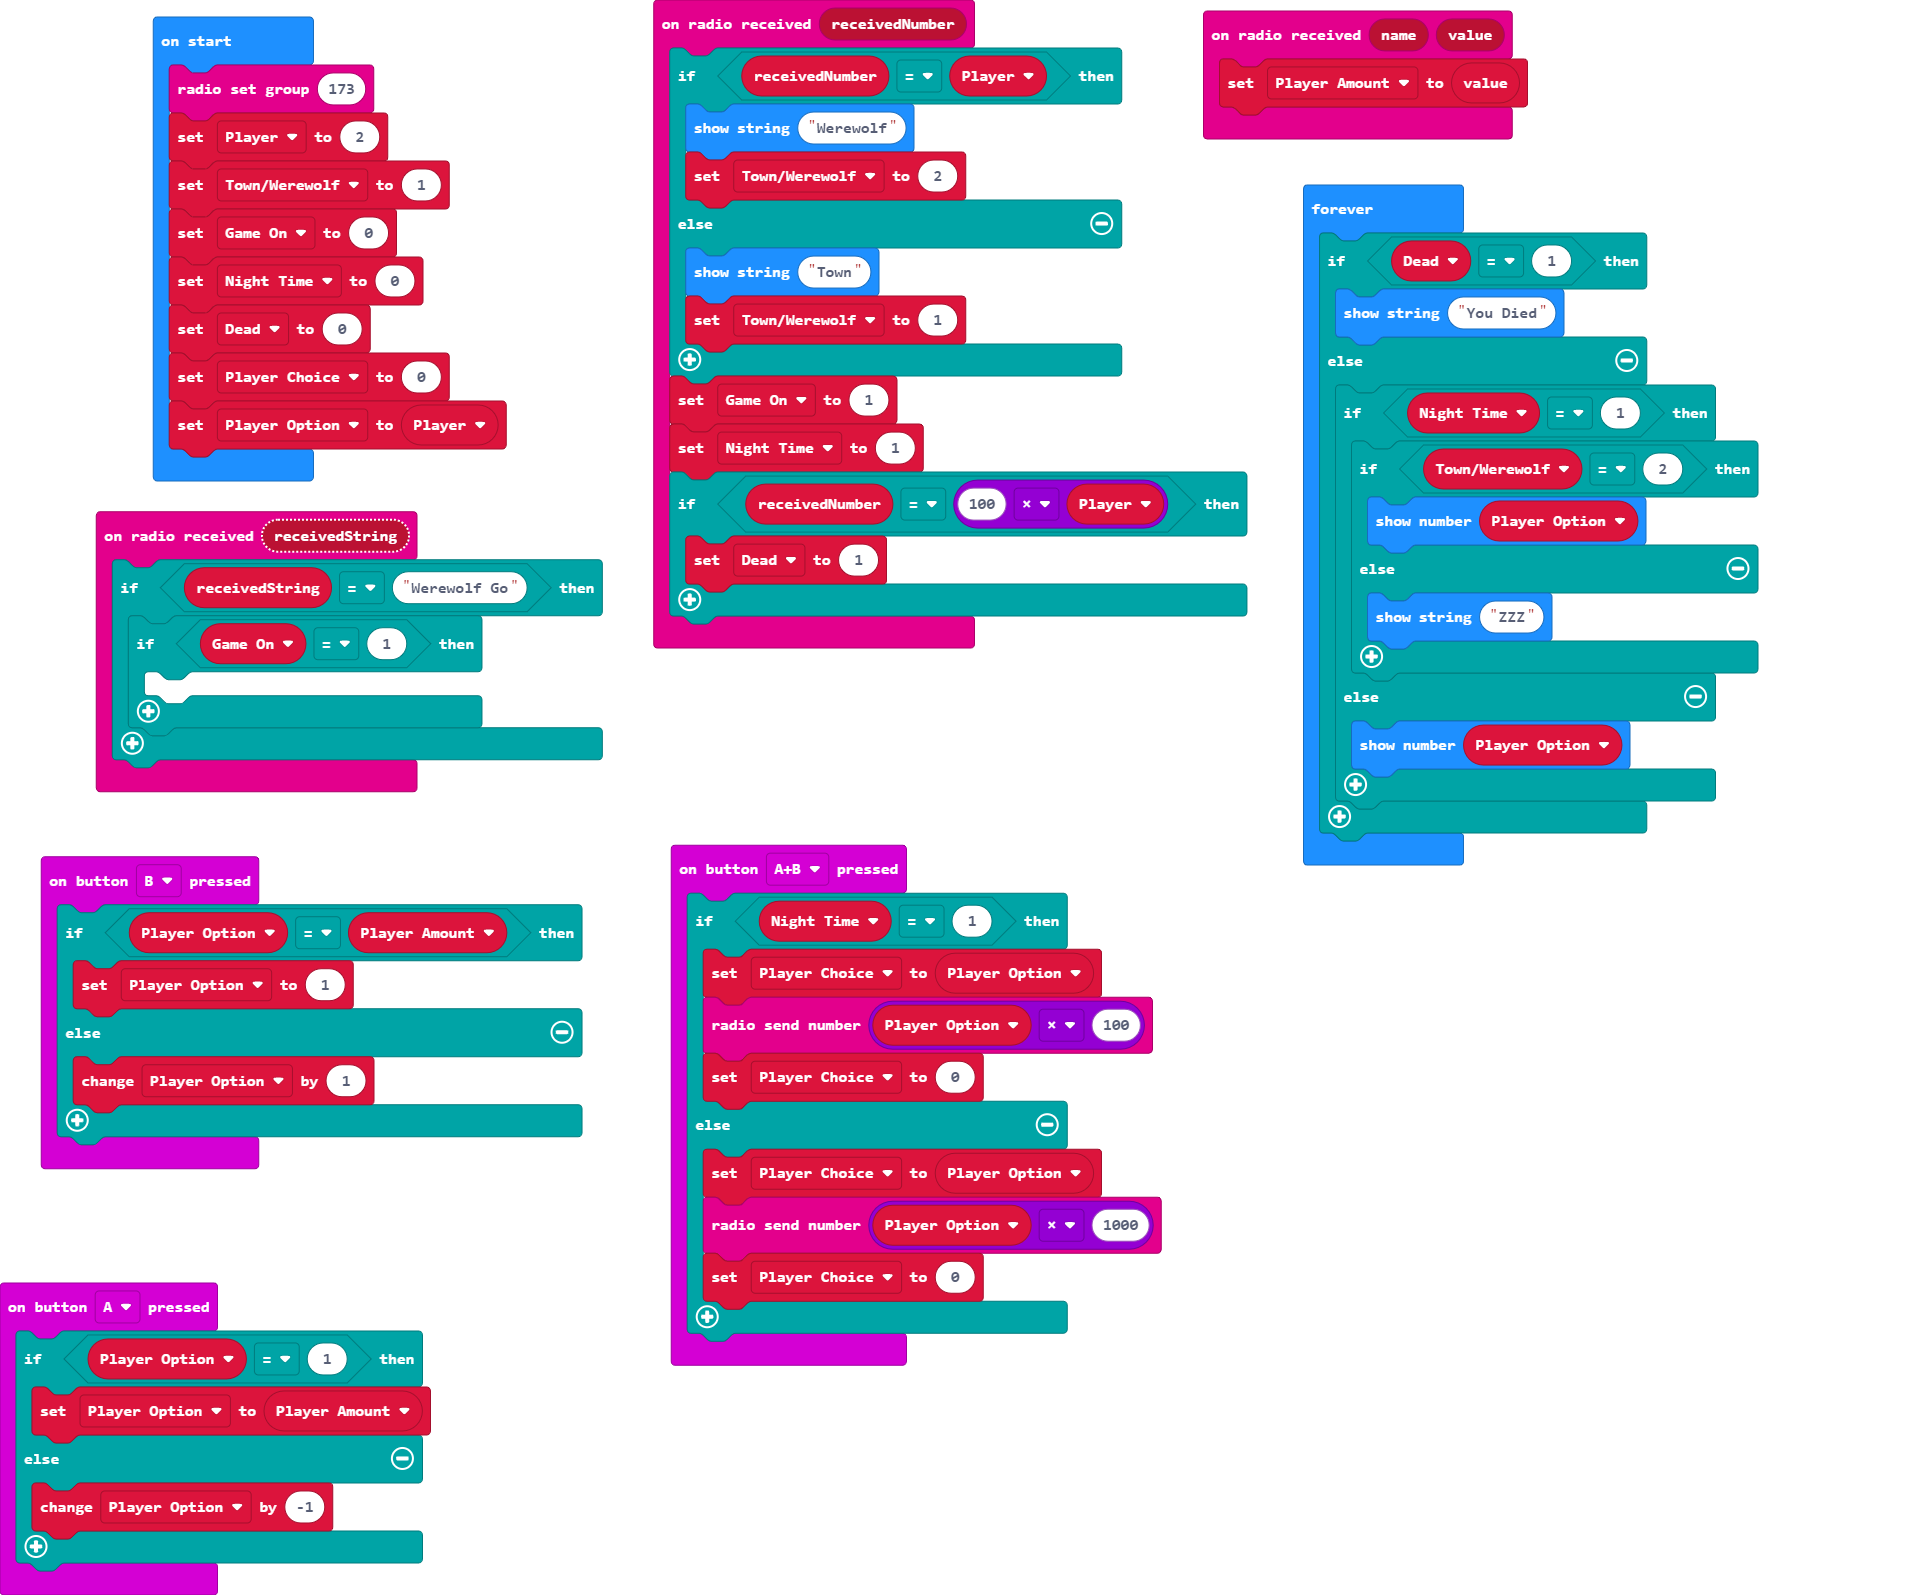 on start
radio set group 173
set Player to 2
set Town/Werewolf to 1
set Game On to 0
set Night Time to 0
set Dead to 0
set Player Choice to 0
set Player Option to Player
on radio received receivedString
if receivedString = "Werewolf Go" then
if Game On = 1 then
on radio received receivedNumber
if receivedNumber = Player then
show string "Werewolf"
set Town/Werewolf to 2
else
show string "Town"
set Town/Werewolf to 1
set Game On to 1
set Night Time to 1
if receivedNumber = 100 × Player then
set Dead to 1
on radio received name value
set Player Amount to value
forever
if Dead = 1 then
show string "You Died"
else
if Night Time = 1 then
if Town/Werewolf = 2 then
show number Player Option
else
show string "ZZZ"
else
show number Player Option
on button B pressed
if Player Option = Player Amount then
set Player Option to 1
else
change Player Option by 1
on button A+B pressed
if Night Time = 1 then
set Player Choice to Player Option
radio send number Player Option × 100
set Player Choice to 0
else
set Player Choice to Player Option
radio send number Player Option × 1000
set Player Choice to 0
on button A pressed
if Player Option = 1 then
set Player Option to Player Amount
else
change Player Option by -1